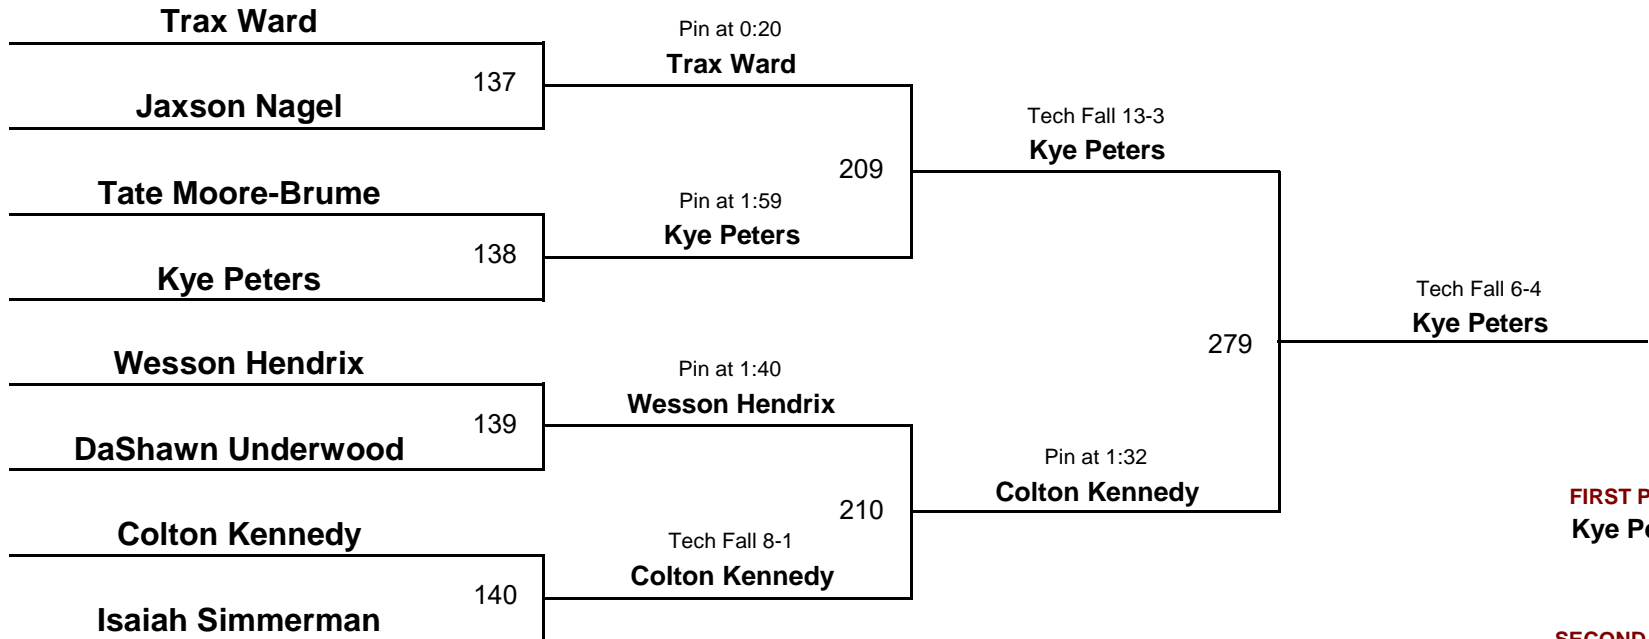 Trax Ward
137
Jaxson Nagel
Tate Moore-Brume
138
Kye Peters
Wesson Hendrix
139
DaShawn Underwood
Colton Kennedy
140
Isaiah Simmerman
Pin at 0:20
Trax Ward
209
Pin at 1:59
Kye Peters
Pin at 1:40
Wesson Hendrix
210
Tech Fall 8-1
Colton Kennedy
Tech Fall 13-3
Kye Peters
279
Pin at 1:32
Colton Kennedy
Tech Fall 6-4
Kye Peters
FIRST P
Kye Pe
SECOND